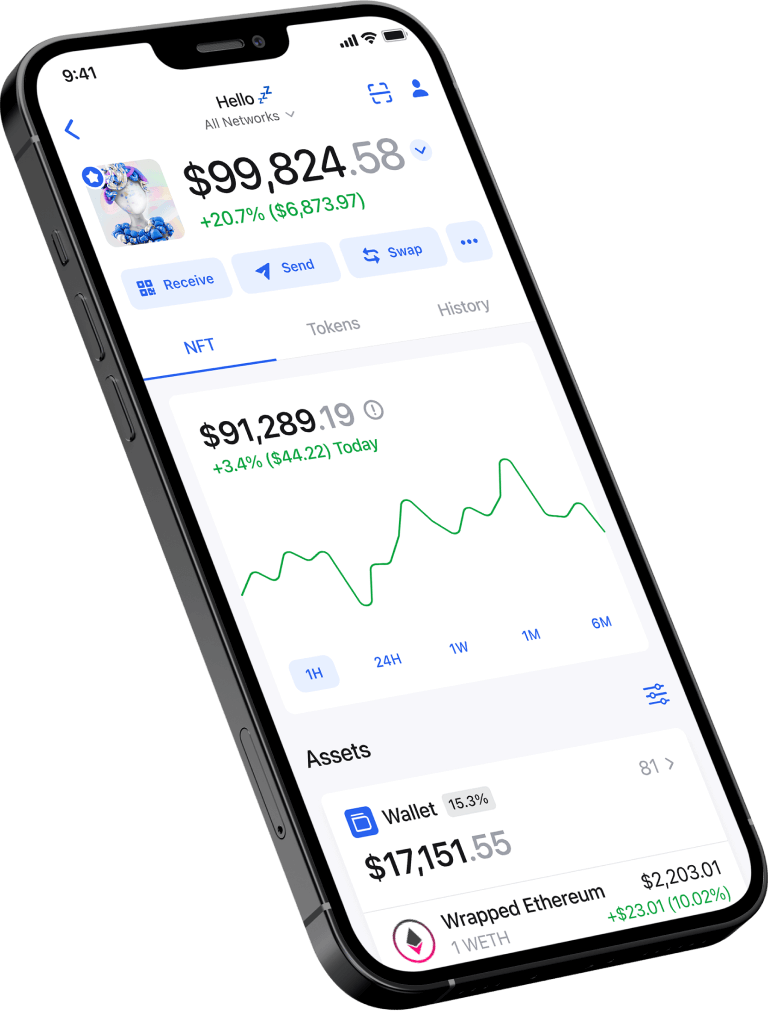 9:41
Hello 💤
All Networks
$99,824.58
+20.7% ($6,873.97)
Receive Send Swap
NFT Tokens History
$91,289.19
+3.4% ($44.22) Today
1H 24H 1W 1M 6M
Assets
Wallet 15.3% 81
$17,151.55
Wrapped Ethereum $2,203.01
1 WETH +$23.01 (10.02%)